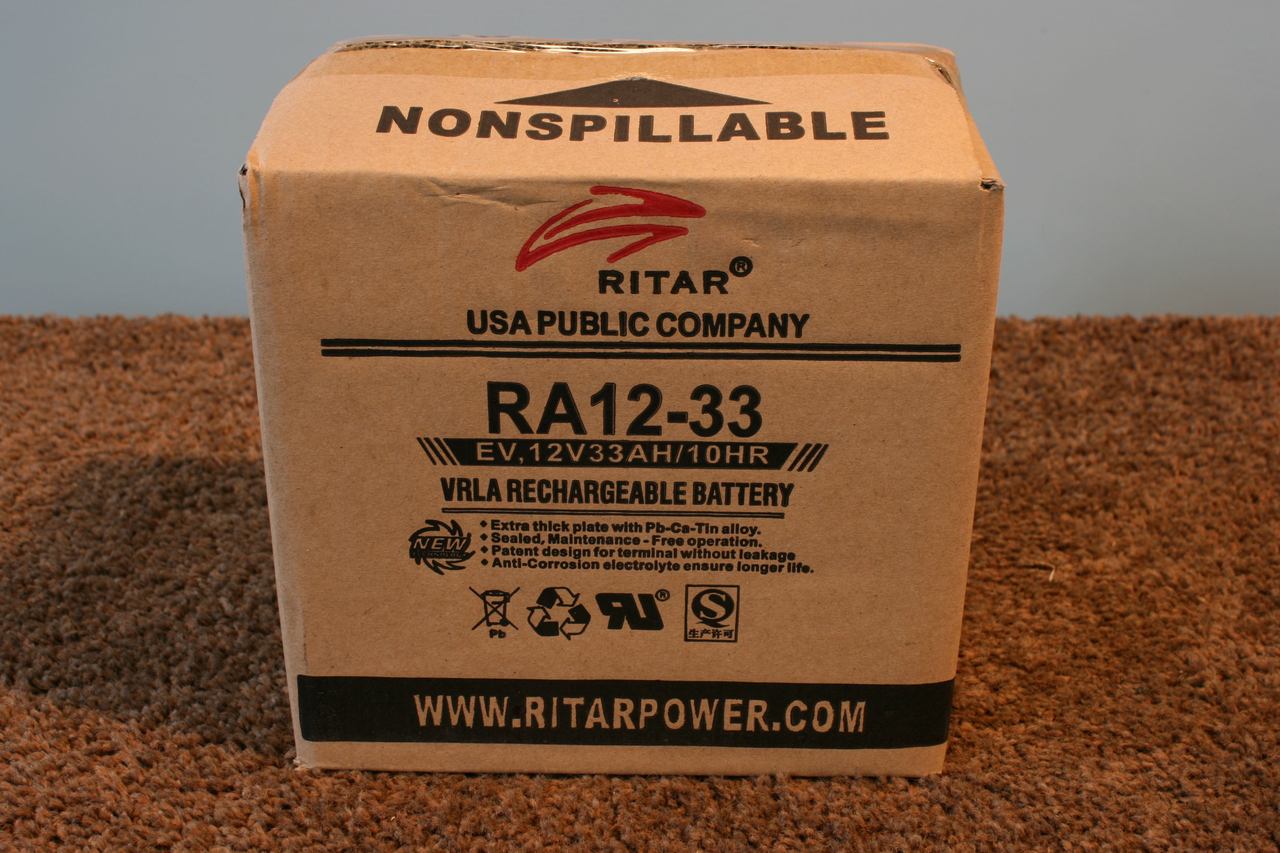 NONSPILLABLE
RITAR®
USA PUBLIC COMPANY
RA12-33
EV,12V33AH/10HR
VRLA RECHARGEABLE BATTERY
NEW
• Extra thick plate with Pb-Ca-Tin alloy.
• Sealed, Maintenance - Free operation.
• Patent design for terminal without leakage
• Anti-Corrosion electrolyte ensure longer life.
Pb
RU®
S
生产许可
WWW.RITARPOWER.COM